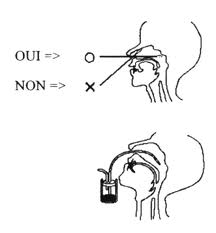 OUI =>
NON =>